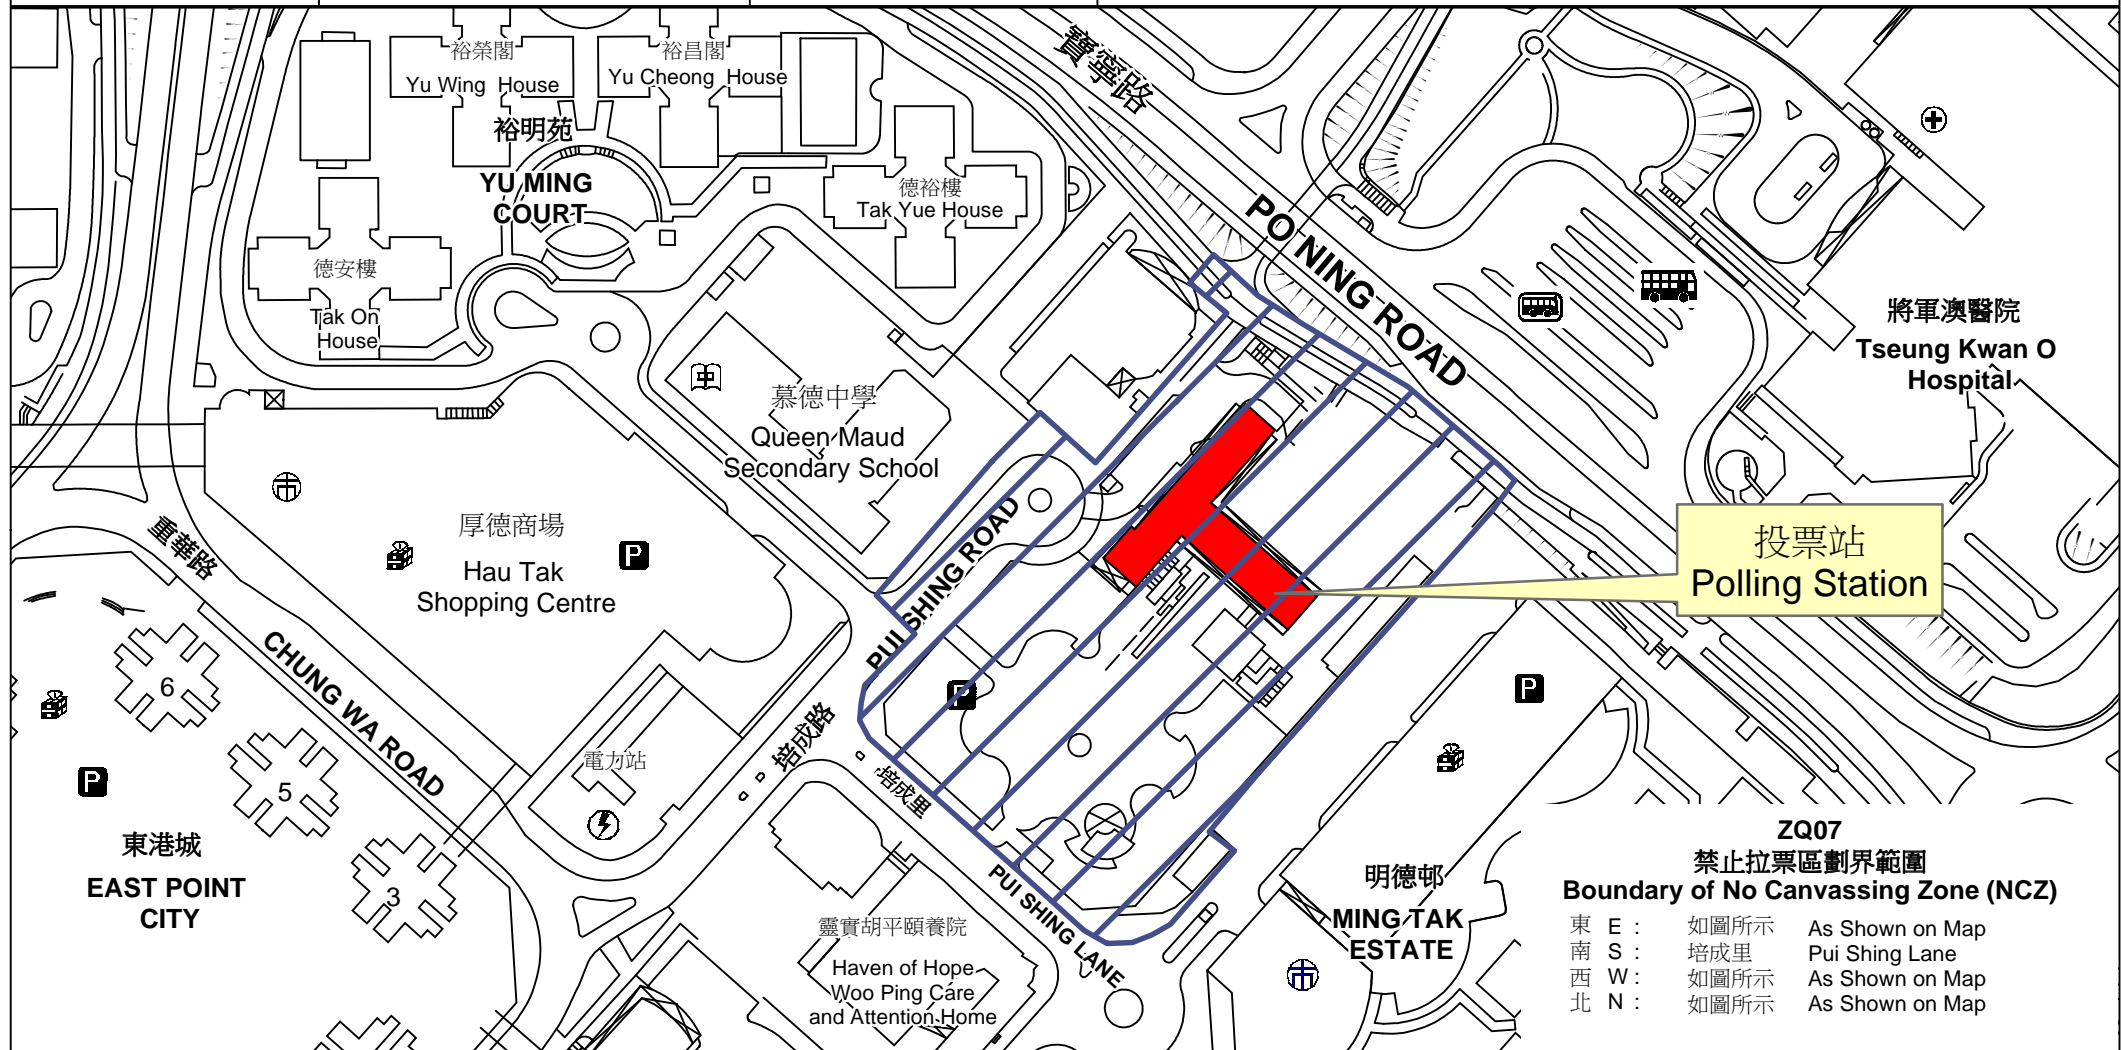 裕榮閣
Yu Wing House
裕昌閣
Yu Cheong House
裕明苑
YU MING
COURT
德裕樓
Tak Yue House
德安樓
Tak On
House
寶寧路
PO NING ROAD
將軍澳醫院
Tseung Kwan O
Hospital
慕德中學
Queen Maud
Secondary School
厚德商場
Hau Tak
Shopping Centre
P
重華路
CHUNG WA ROAD
PUI SHING ROAD
培成路
投票站
Polling Station
6
5
3
P
P
P
電力站
東港城
EAST POINT
CITY
培成里
PUI SHING LANE
靈實胡平頤養院
Haven of Hope
Woo Ping Care
and Attention Home
明德邨
MING TAK
ESTATE
市
市
ZQ07
禁止拉票區劃界範圍
Boundary of No Canvassing Zone (NCZ)
東 E : 如圖所示 As Shown on Map
南 S : 培成里 Pui Shing Lane
西 W : 如圖所示 As Shown on Map
北 N : 如圖所示 As Shown on Map